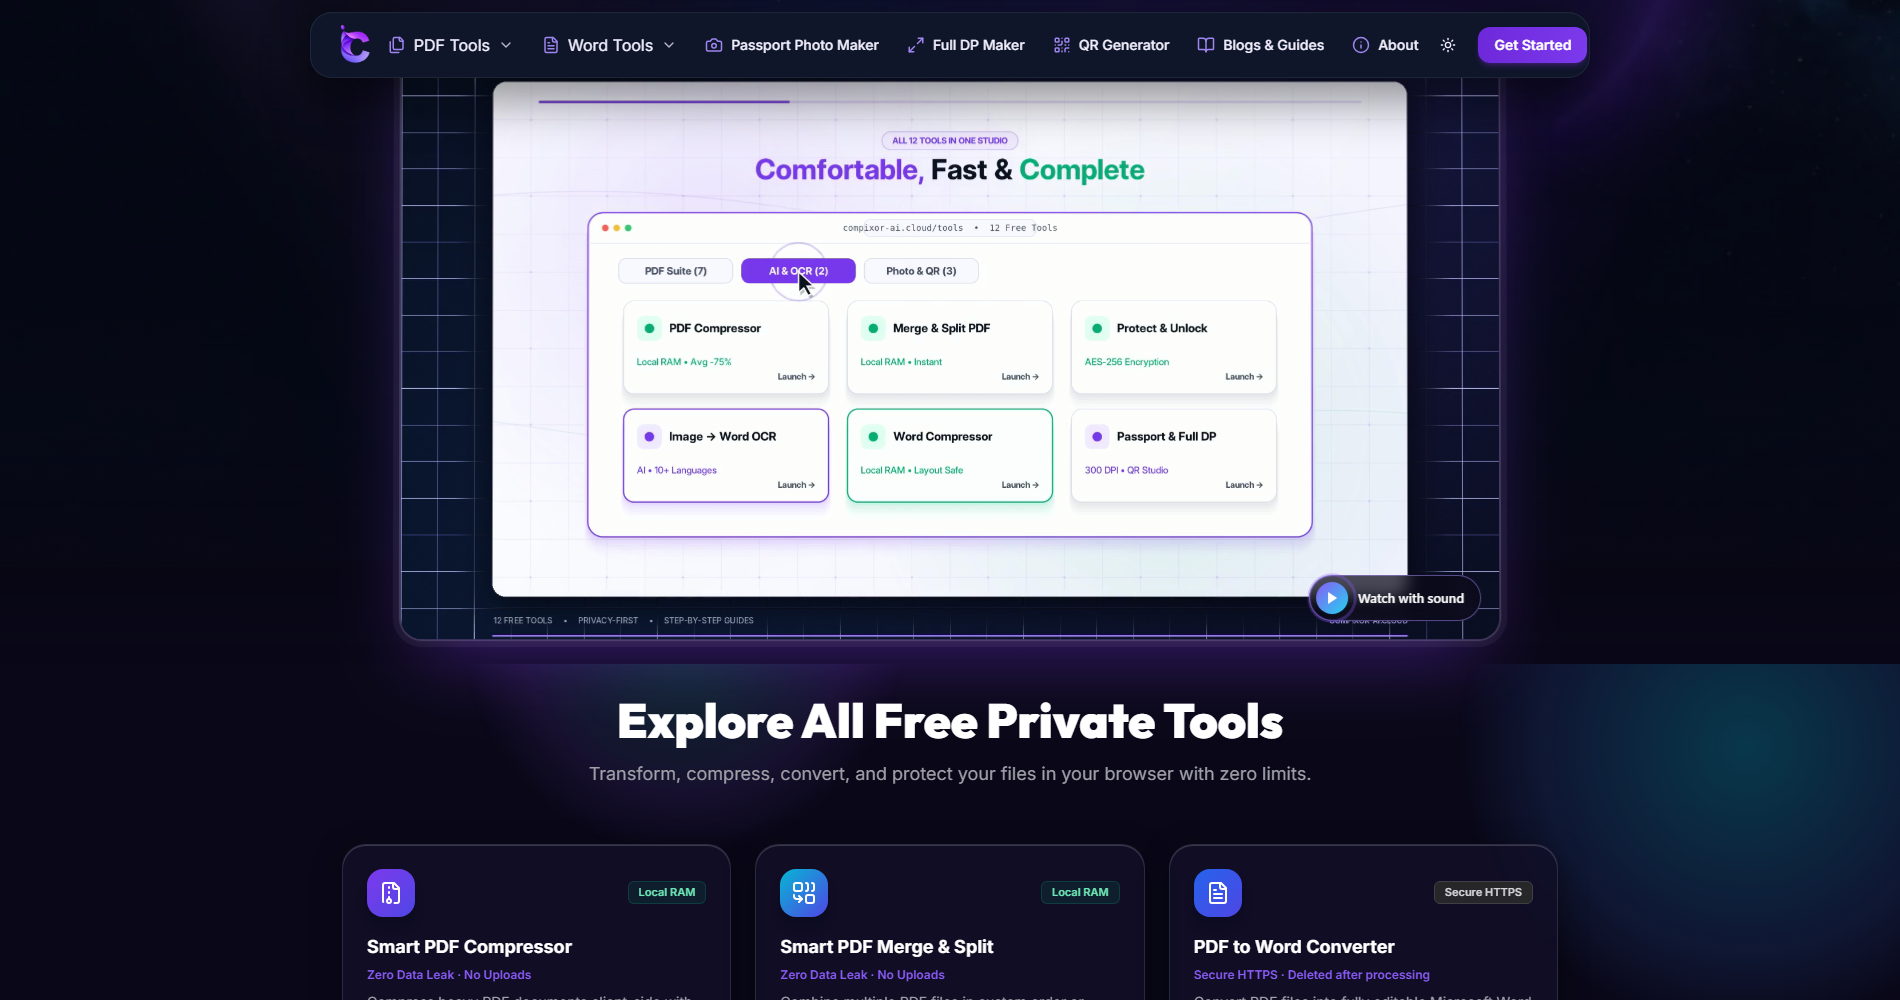 PDF Tools
Word Tools
Passport Photo Maker
Full DP Maker
QR Generator
Blogs & Guides
About
Get Started
ALL 12 TOOLS IN ONE STUDIO
Comfortable, Fast & Complete
compixor-ai.cloud/tools • 12 Free Tools
PDF Suite (7)
AI & OCR (2)
Photo & QR (3)
PDF Compressor
Local RAM • Avg -75%
Launch →
Merge & Split PDF
Local RAM • Instant
Launch →
Protect & Unlock
AES-256 Encryption
Launch →
Image → Word OCR
AI • 10+ Languages
Launch →
Word Compressor
Local RAM • Layout Safe
Launch →
Passport & Full DP
300 DPI • QR Studio
Launch →
Watch with sound
12 FREE TOOLS • PRIVACY-FIRST • STEP-BY-STEP GUIDES
Explore All Free Private Tools
Transform, compress, convert, and protect your files in your browser with zero limits.
Local RAM
Smart PDF Compressor
Zero Data Leak · No Uploads
Local RAM
Smart PDF Merge & Split
Zero Data Leak · No Uploads
Secure HTTPS
PDF to Word Converter
Secure HTTPS · Deleted after processing